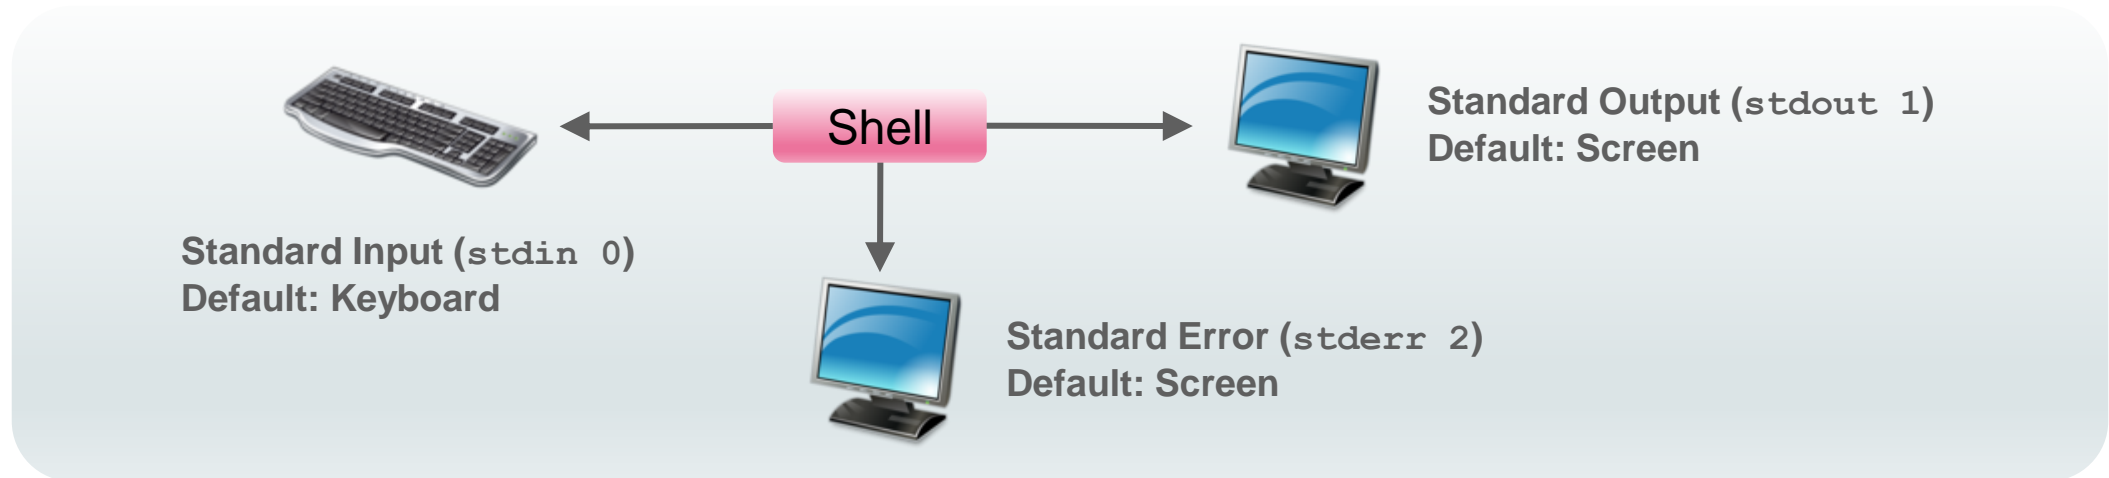 Shell
Standard Output (stdout 1)
Default: Screen
Standard Input (stdin 0)
Default: Keyboard
Standard Error (stderr 2)
Default: Screen